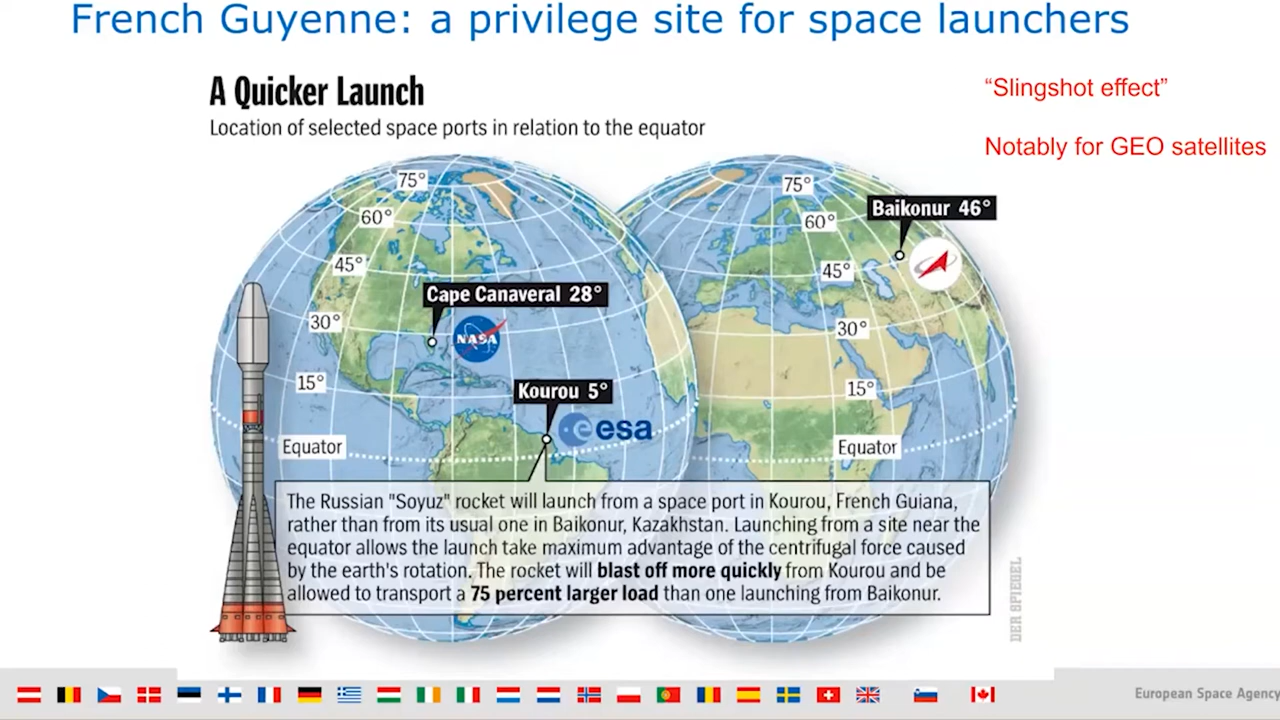 French Guyenne: a privilege site for space launchers
A Quicker Launch
Location of selected space ports in relation to the equator
“Slingshot effect”
Notably for GEO satellites
75°
60°
45°
30°
15°
Equator
Cape Canaveral 28°
NASA
Kourou 5°
esa
75°
60°
45°
30°
15°
Equator
Baikonur 46°
The Russian "Soyuz" rocket will launch from a space port in Kourou, French Guiana,
rather than from its usual one in Baikonur, Kazakhstan. Launching from a site near the
equator allows the launch take maximum advantage of the centrifugal force caused
by the earth's rotation. The rocket will blast off more quickly from Kourou and be
allowed to transport a 75 percent larger load than one launching from Baikonur.
DER SPIEGEL
European Space Agency